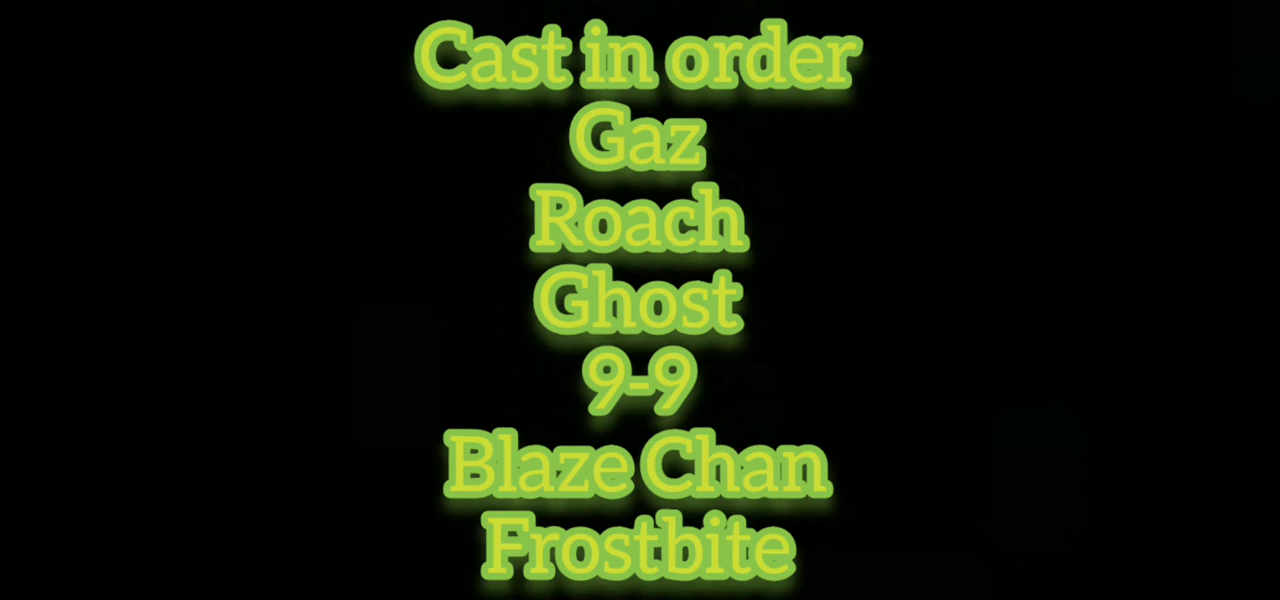 Cast in order
Gaz
Roach
Ghost
9-9
Blaze Chan
Frostbite